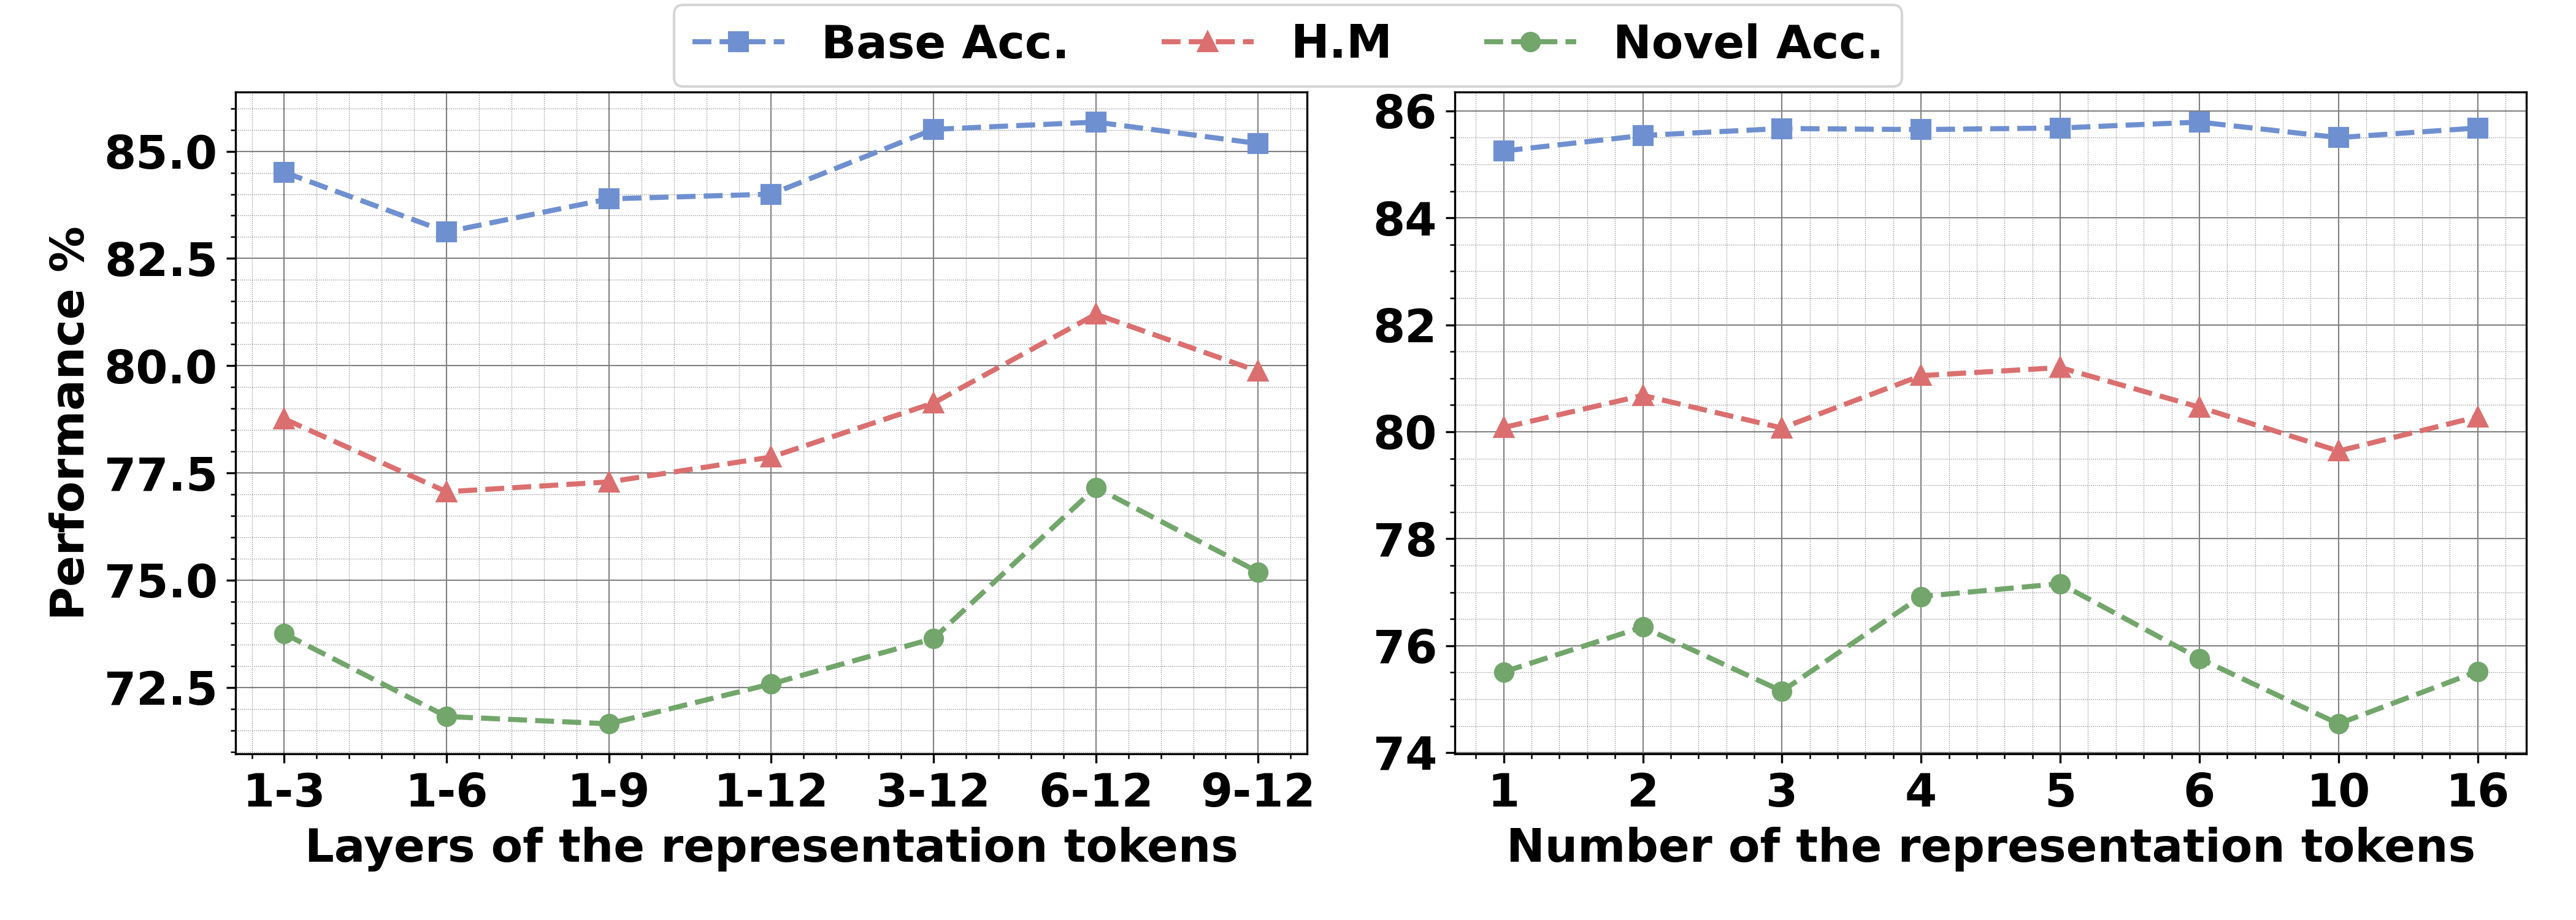 Base Acc. H.M Novel Acc.
Performance %
85.0
82.5
80.0
77.5
75.0
72.5
1-3 1-6 1-9 1-12 3-12 6-12 9-12
Layers of the representation tokens
86
84
82
80
78
76
74
1 2 3 4 5 6 10 16
Number of the representation tokens